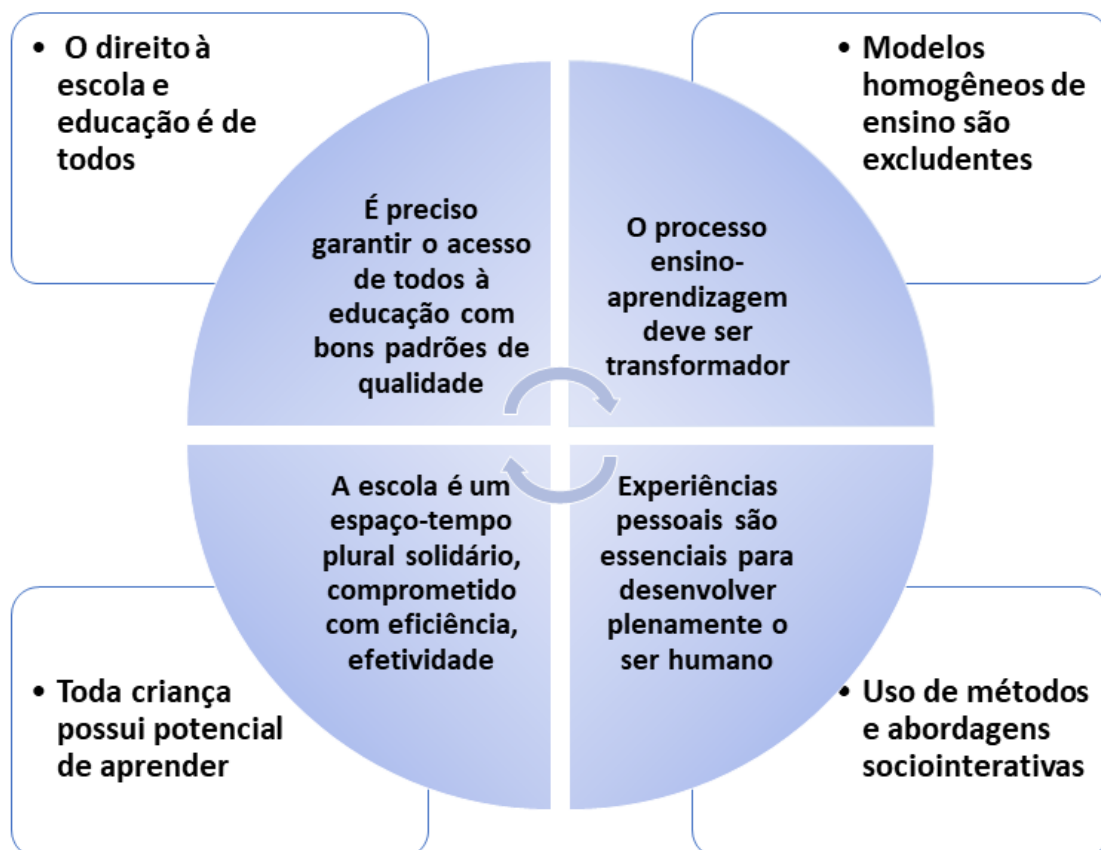 • O direito à
escola e
educação é de
todos
• Modelos
homogêneos de
ensino são
excludentes
É preciso
garantir o acesso
de todos à
educação com
bons padrões de
qualidade
O processo
ensino-
aprendizagem
deve ser
transformador
A escola é um
espaço-tempo
plural solidário,
comprometido
com eficiência,
efetividade
Experiências
pessoais são
essenciais para
desenvolver
plenamente o
ser humano
• Toda criança
possui potencial
de aprender
• Uso de métodos
e abordagens
sociointerativas